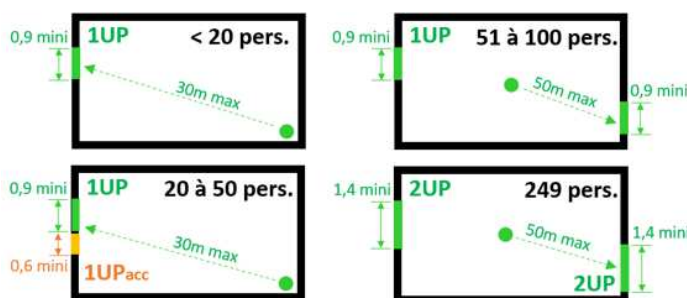 0,9 mini
1UP
< 20 pers.
30m max
0,9 mini
1UP
51 à 100 pers.
50m max
0,9 mini
0,9 mini
1UP
20 à 50 pers.
30m max
0,6 mini
1UPacc
1,4 mini
2UP
249 pers.
50m max
1,4 mini
2UP